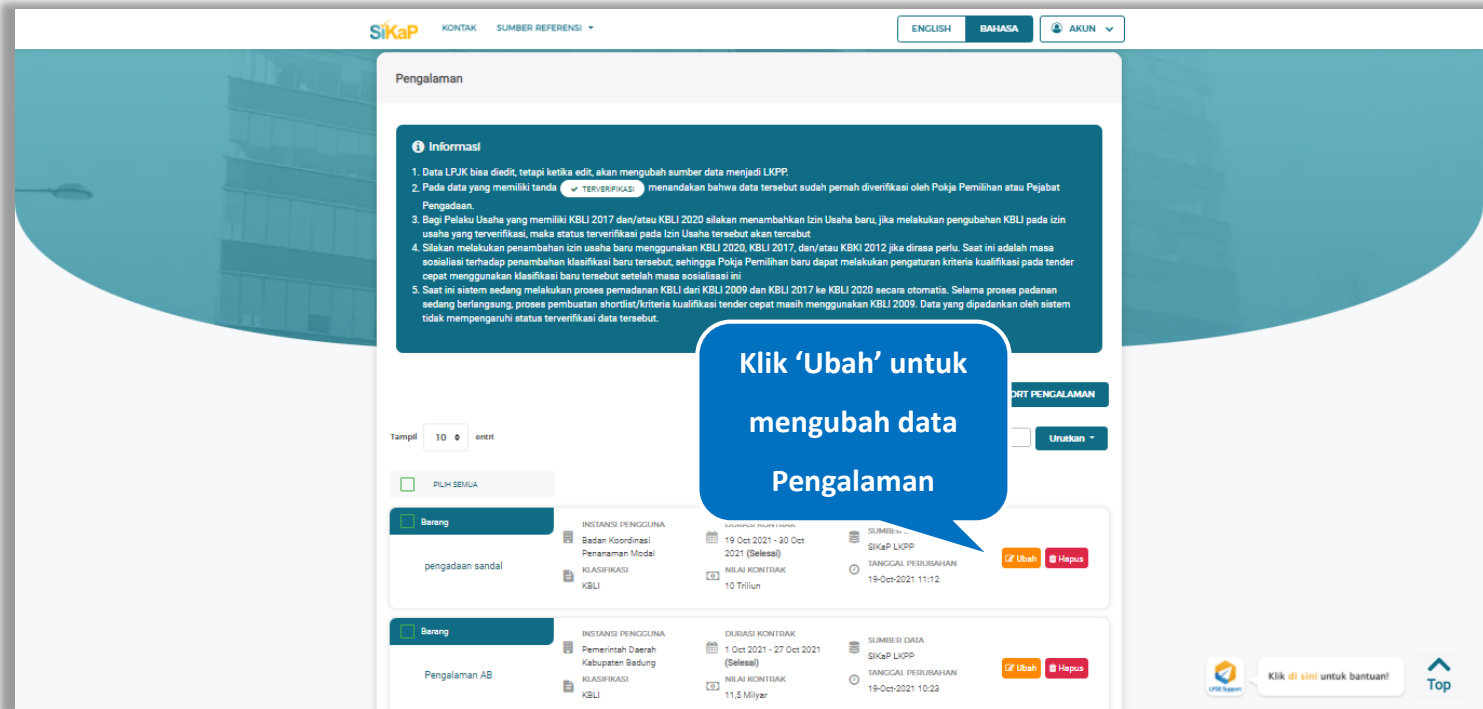 SiKaP KONTAK SUMBER REFERENSI ENGLISH BAHASA AKUN
Pengalaman
Informasi
1. Data LPJK bisa diedit, tetapi ketika edit, akan mengubah sumber data menjadi LKPP.
2. Pada data yang memiliki tanda TERVERIFIKASI menandakan bahwa data tersebut sudah pernah diverifikasi oleh Pokja Pemilihan atau Pejabat
Pengadaan.
3. Bagi Pelaku Usaha yang memiliki KBLI 2017 dan/atau KBLI 2020 silakan menambahkan Izin Usaha baru, jika melakukan pengubahan KBLI pada izin
usaha yang terverifikasi, maka status terverifikasi pada Izin Usaha tersebut akan tercabut
4. Silakan melakukan penambahan izin usaha baru menggunakan KBLI 2020, KBLI 2017, dan/atau KBKI 2012 jika dirasa perlu. Saat ini adalah masa
sosialiasi terhadap penambahan klasifikasi baru tersebut, sehingga Pokja Pemilihan baru dapat melakukan pengaturan kriteria kualifikasi pada tender
cepat menggunakan klasifikasi baru tersebut setelah masa sosialisasi ini
5. Saat ini sistem sedang melakukan proses pemadanan KBLI dari KBLI 2009 dan KBLI 2017 ke KBLI 2020 secara otomatis. Selama proses padanan
sedang berlangsung, proses pembuatan shortlist/kriteria kualifikasi tender cepat masih menggunakan KBLI 2009. Data yang dipadankan oleh sistem
tidak mempengaruhi status terverifikasi data tersebut.
Klik ‘Ubah’ untuk
mengubah data
Pengalaman
ORT PENGALAMAN
Tampil 10 entri
Urutkan
PILIH SEMUA
Barang
pengadaan sandal
INSTANSI PENGGUNA
Badan Koordinasi
Penanaman Modal
KLASIFIKASI
KBLI
DURASI KONTRAK
19 Oct 2021 - 30 Oct
2021 (Selesai)
NILAI KONTRAK
10 Triliun
SUMBER
SIKaP LKPP
TANGGAL PERUBAHAN
19-Oct-2021 11:12
Ubah Hapus
Barang
Pengalaman AB
INSTANSI PENGGUNA
Pemerintah Daerah
Kabupaten Badung
KLASIFIKASI
KBLI
DURASI KONTRAK
1 Oct 2021 - 27 Oct 2021
(Selesai)
NILAI KONTRAK
11,5 Milyar
SUMBER DATA
SIKaP LKPP
TANGGAL PERUBAHAN
19-Oct-2021 10:23
Ubah Hapus
LPSE Support
Klik di sini untuk bantuan!
Top